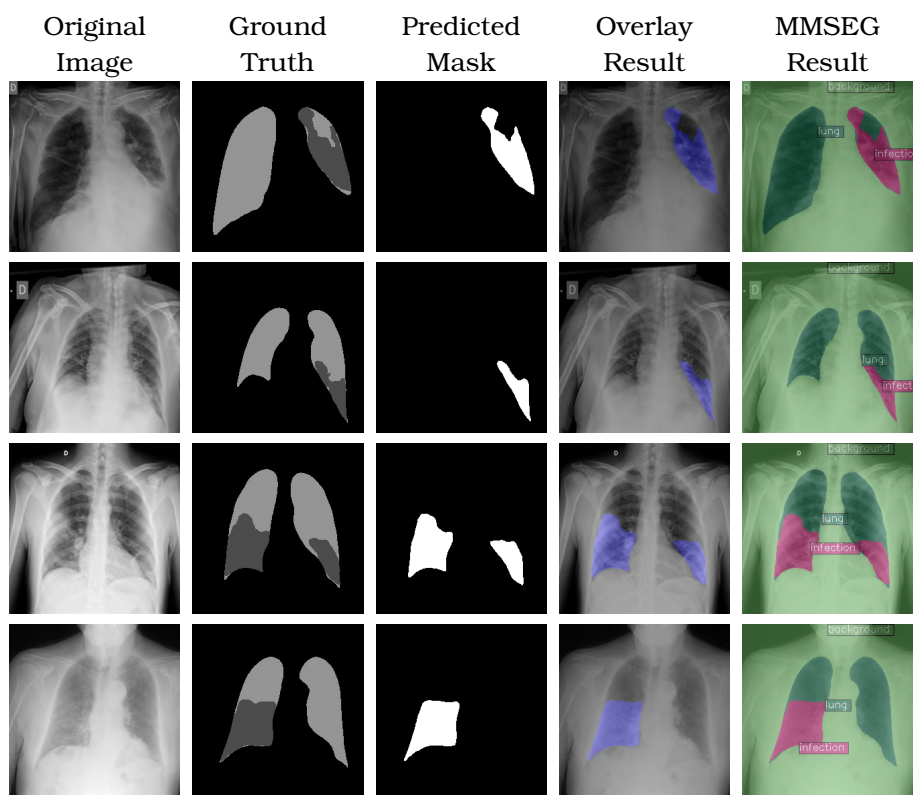 Original Ground Predicted Overlay MMSEG
Image Truth Mask Result Result
D D background
lung
infectio
D D D background
lung
infect
D D D background
lung
infection
background
lung
infection